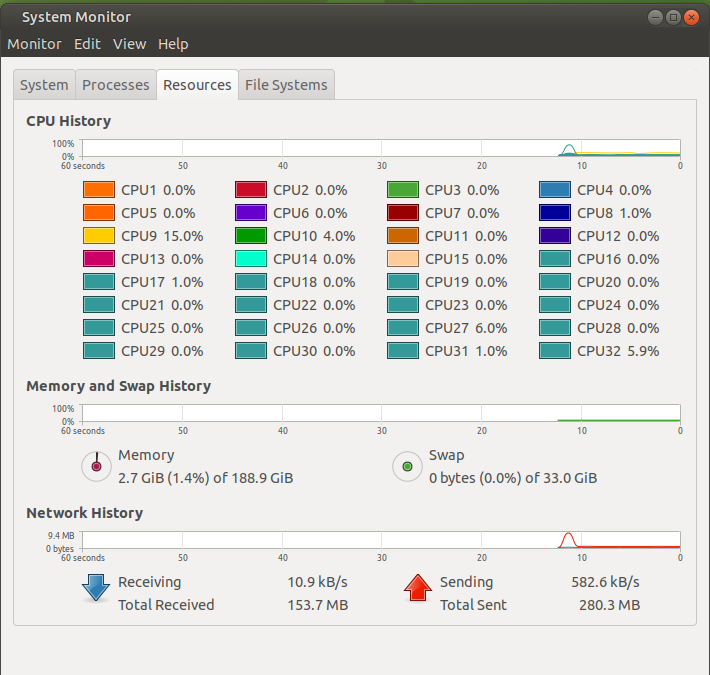 System Monitor
Monitor Edit View Help
System Processes Resources File Systems
CPU History
100%
0%
60 seconds 50 40 30 20 10 0
CPU1 0.0% CPU2 0.0% CPU3 0.0% CPU4 0.0%
CPU5 0.0% CPU6 0.0% CPU7 0.0% CPU8 1.0%
CPU9 15.0% CPU10 4.0% CPU11 0.0% CPU12 0.0%
CPU13 0.0% CPU14 0.0% CPU15 0.0% CPU16 0.0%
CPU17 1.0% CPU18 0.0% CPU19 0.0% CPU20 0.0%
CPU21 0.0% CPU22 0.0% CPU23 0.0% CPU24 0.0%
CPU25 0.0% CPU26 0.0% CPU27 6.0% CPU28 0.0%
CPU29 0.0% CPU30 0.0% CPU31 1.0% CPU32 5.9%
Memory and Swap History
100%
0%
60 seconds 50 40 30 20 10 0
Memory Swap
2.7 GiB (1.4%) of 188.9 GiB 0 bytes (0.0%) of 33.0 GiB
Network History
9.4 MB
0 bytes
60 seconds 50 40 30 20 10 0
Receiving 10.9 kB/s Sending 582.6 kB/s
Total Received 153.7 MB Total Sent 280.3 MB